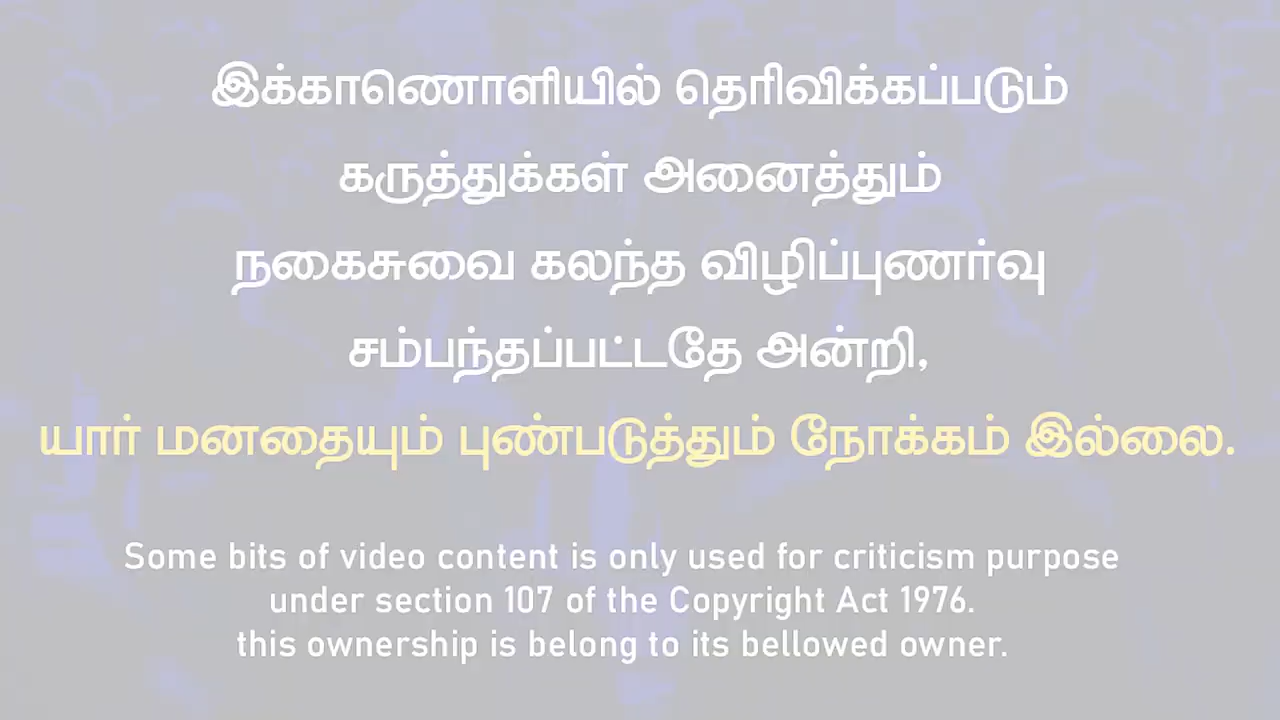 இக்காணொளியில் தெரிவிக்கப்படும்
கருத்துக்கள் அனைத்தும்
நகைசுவை கலந்த விழிப்புணர்வு
சம்பந்தப்பட்டதே அன்றி,
யார் மனதையும் புண்படுத்தும் நோக்கம் இல்லை.
Some bits of video content is only used for criticism purpose
under section 107 of the Copyright Act 1976.
this ownership is belong to its bellowed owner.